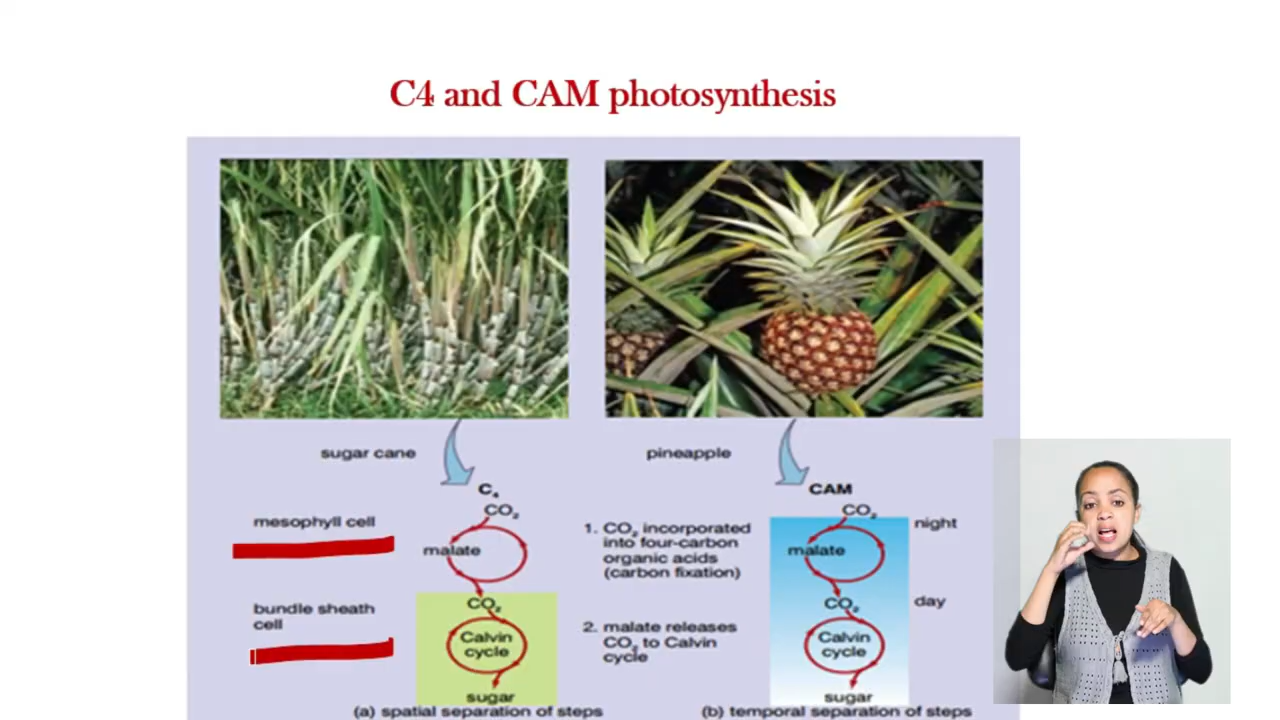 C4 and CAM photosynthesis
sugar cane
C₄
CO₂
mesophyll cell
malate
bundle sheath
cell
CO₂
Calvin
cycle
sugar
(a) spatial separation of steps
1. CO₂ incorporated
into four-carbon
organic acids
(carbon fixation)
2. malate releases
CO₂ to Calvin
cycle
pineapple
CAM
CO₂
night
malate
CO₂
day
Calvin
cycle
sugar
(b) temporal separation of steps